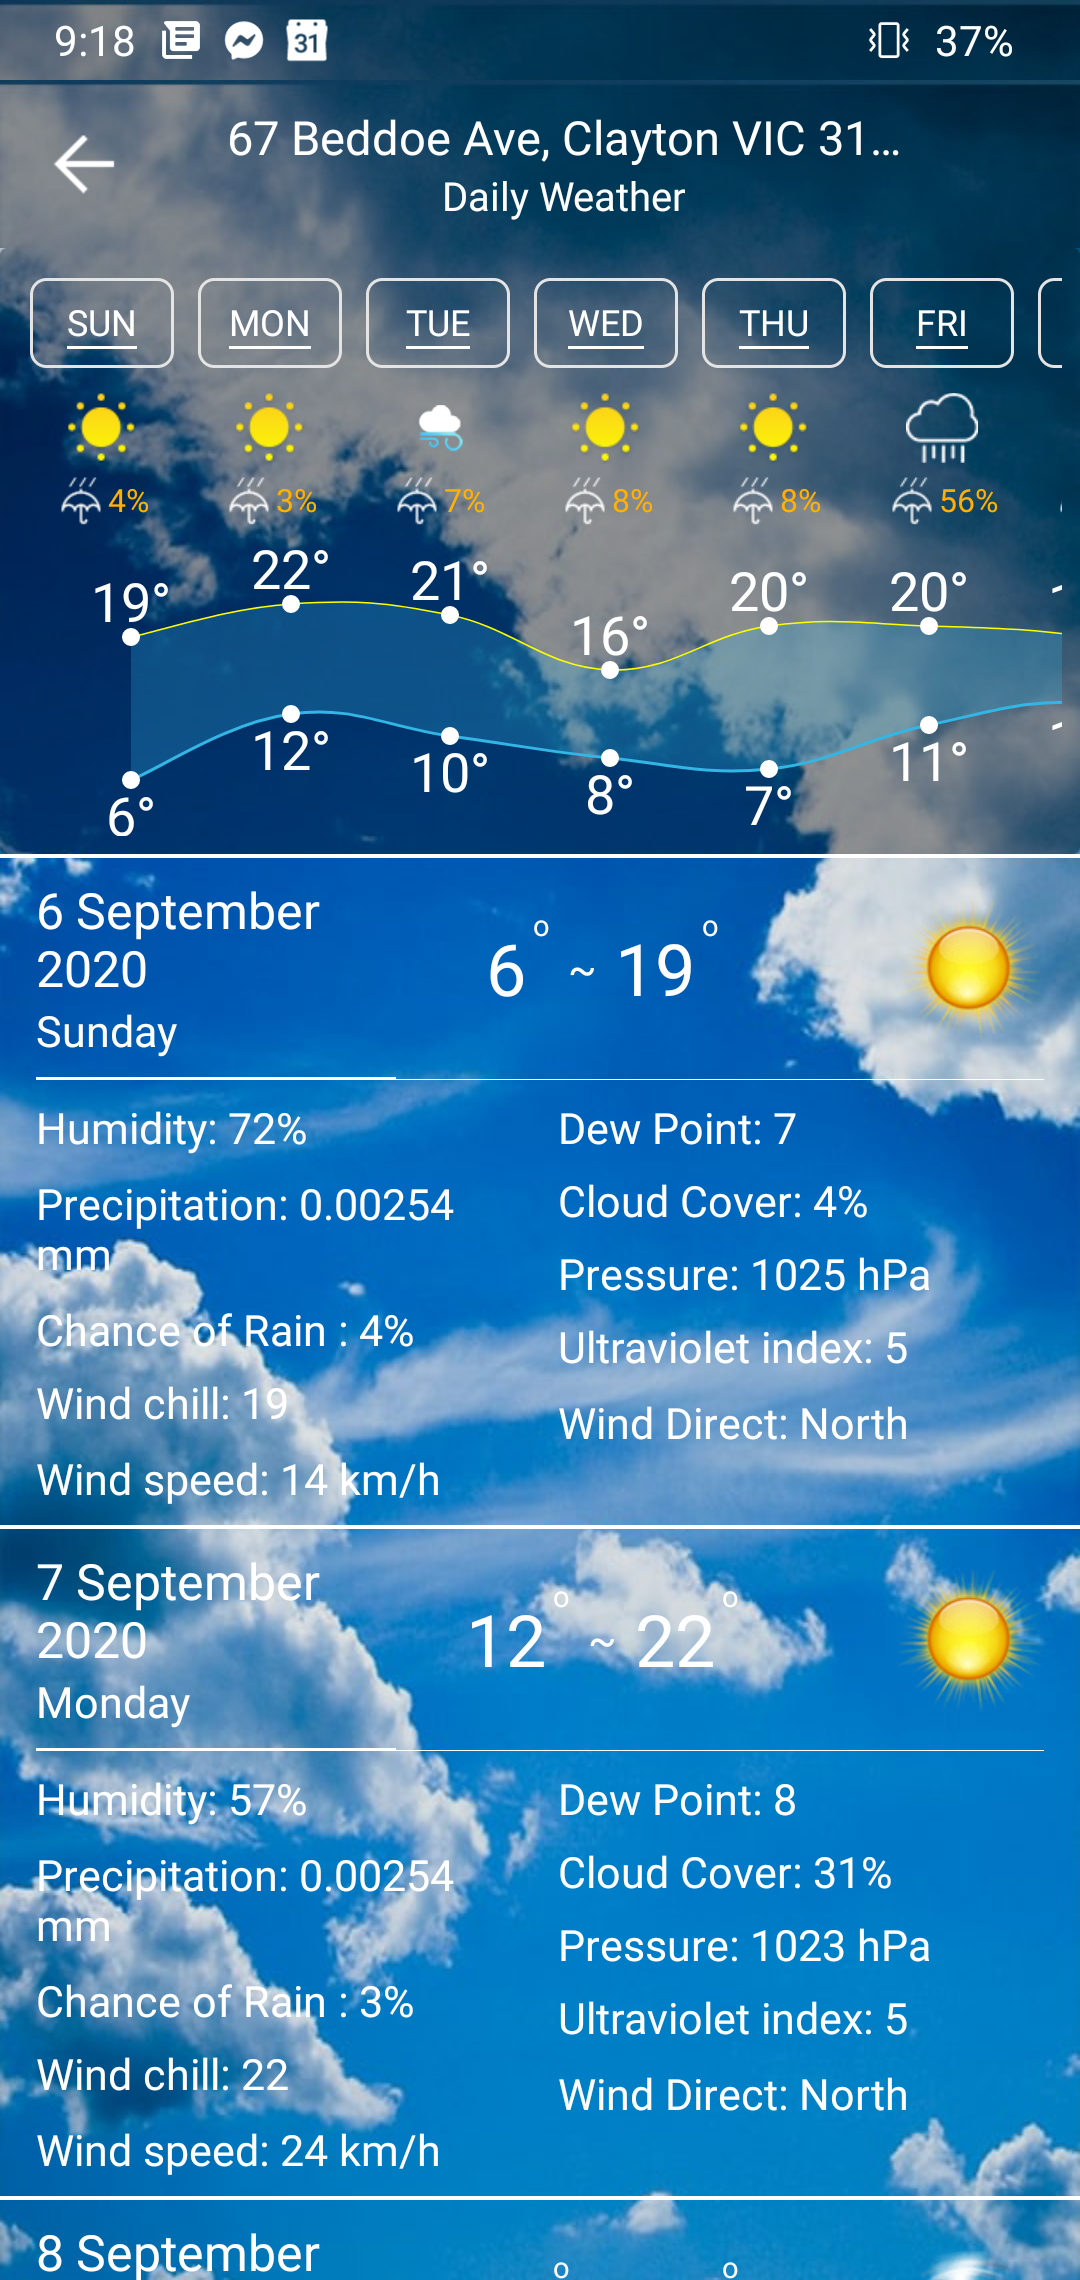 9:18 31 37%
67 Beddoe Ave, Clayton VIC 31...
Daily Weather
SUN MON TUE WED THU FRI
4% 3% 7% 8% 8% 56%
19° 22° 21° 16° 20° 20°
6° 12° 10° 8° 7° 11°
6 September
2020
Sunday
6° ~ 19°
Humidity: 72%
Precipitation: 0.00254
mm
Chance of Rain : 4%
Wind chill: 19
Wind speed: 14 km/h
Dew Point: 7
Cloud Cover: 4%
Pressure: 1025 hPa
Ultraviolet index: 5
Wind Direct: North
7 September
2020
Monday
12° ~ 22°
Humidity: 57%
Precipitation: 0.00254
mm
Chance of Rain : 3%
Wind chill: 22
Wind speed: 24 km/h
Dew Point: 8
Cloud Cover: 31%
Pressure: 1023 hPa
Ultraviolet index: 5
Wind Direct: North
8 September